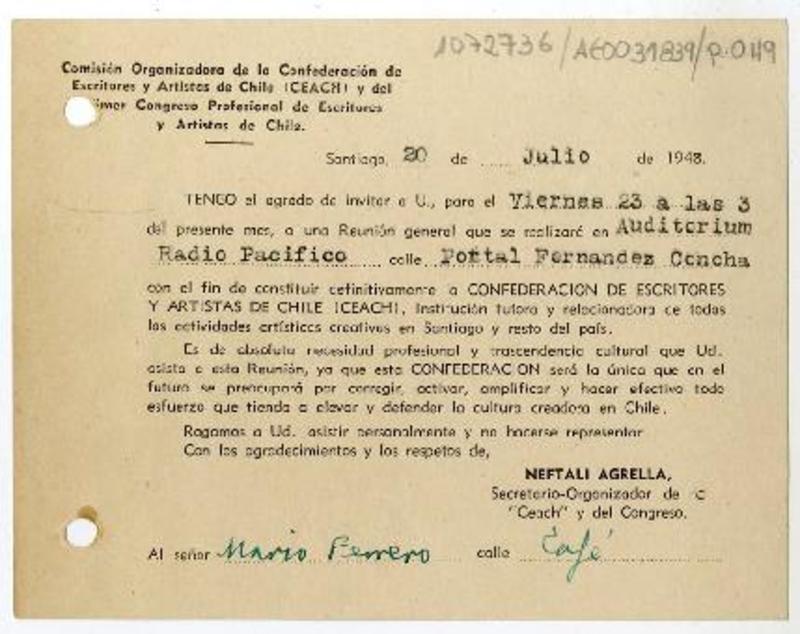 1072736/AE0031839/P.0149
Comisión Organizadora de la Confederación de
Escritores y Artistas de Chile (CEACH) y del
imer Congreso Profesional de Escritores
y Artistas de Chile.
Santiago, 20 de ..... Julio de 1948.
TENGO el agrado de invitar a U., para el Viernes 23 a las 3
del presente mes, a una Reunión general que se realizará en Auditorium
Radio Pacifico calle Portal Fernandez Concha
con el fin de constituir definitivamente a CONFEDERACION DE ESCRITORES
Y ARTISTAS DE CHILE (CEACH), Institución tutora y relacionadora de todas
las actividades artísticas creativas en Santiago y resto del país.
Es de absoluta necesidad profesional y trascendencia cultural que Ud.
asista a esta Reunión, ya que esta CONFEDERACION será la única que en el
futuro se preocupará por corregir, activar, amplificar y hacer efectivo todo
esfuerzo que tienda a elevar y defender la cultura creadora en Chile.
Rogamos a Ud. asistir personalmente y no hacerse representar
Con los agradecimientos y los respetos de,
NEFTALI AGRELLA,
Secretario-Organizador de
"Ceach" y del Congreso.
Al señor Mario Ferrero calle Café